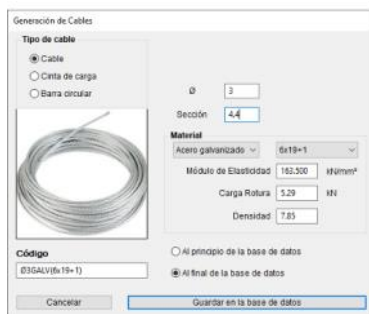 Generación de Cables
Tipo de cable
Cable
Cinta de carga
Barra circular
Ø 3
Sección 4,4
Material
Acero galvanizado 6x19+1
Módulo de Elasticidad 163.500 kN/mm²
Carga Rotura 5.29 kN
Densidad 7.85
Código
Ø3GALV(6x19+1)
Al principio de la base de datos
Al final de la base de datos
Cancelar
Guardar en la base de datos